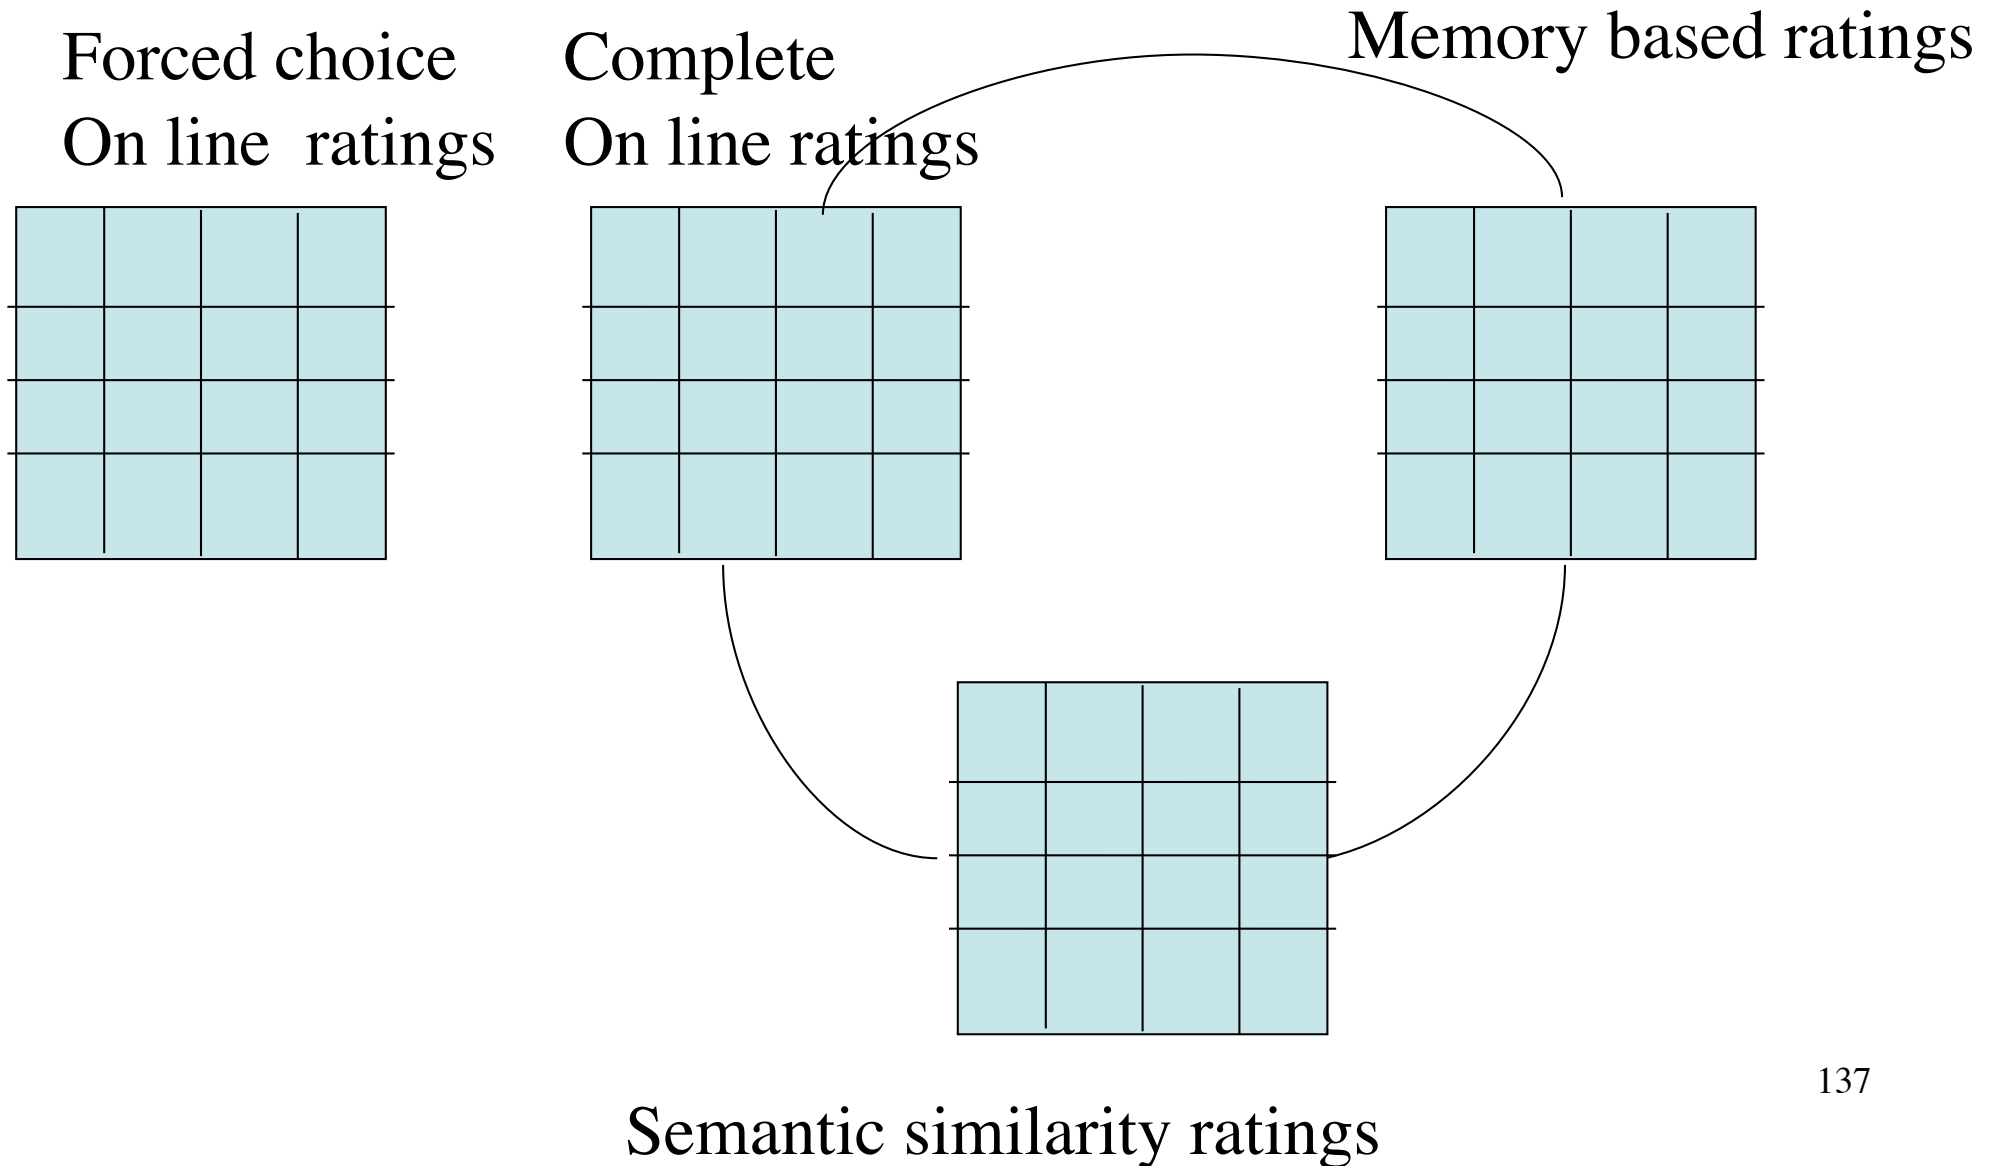 Forced choice
On line  ratings
Complete
On line ratings
Memory based ratings
Semantic similarity ratings
137